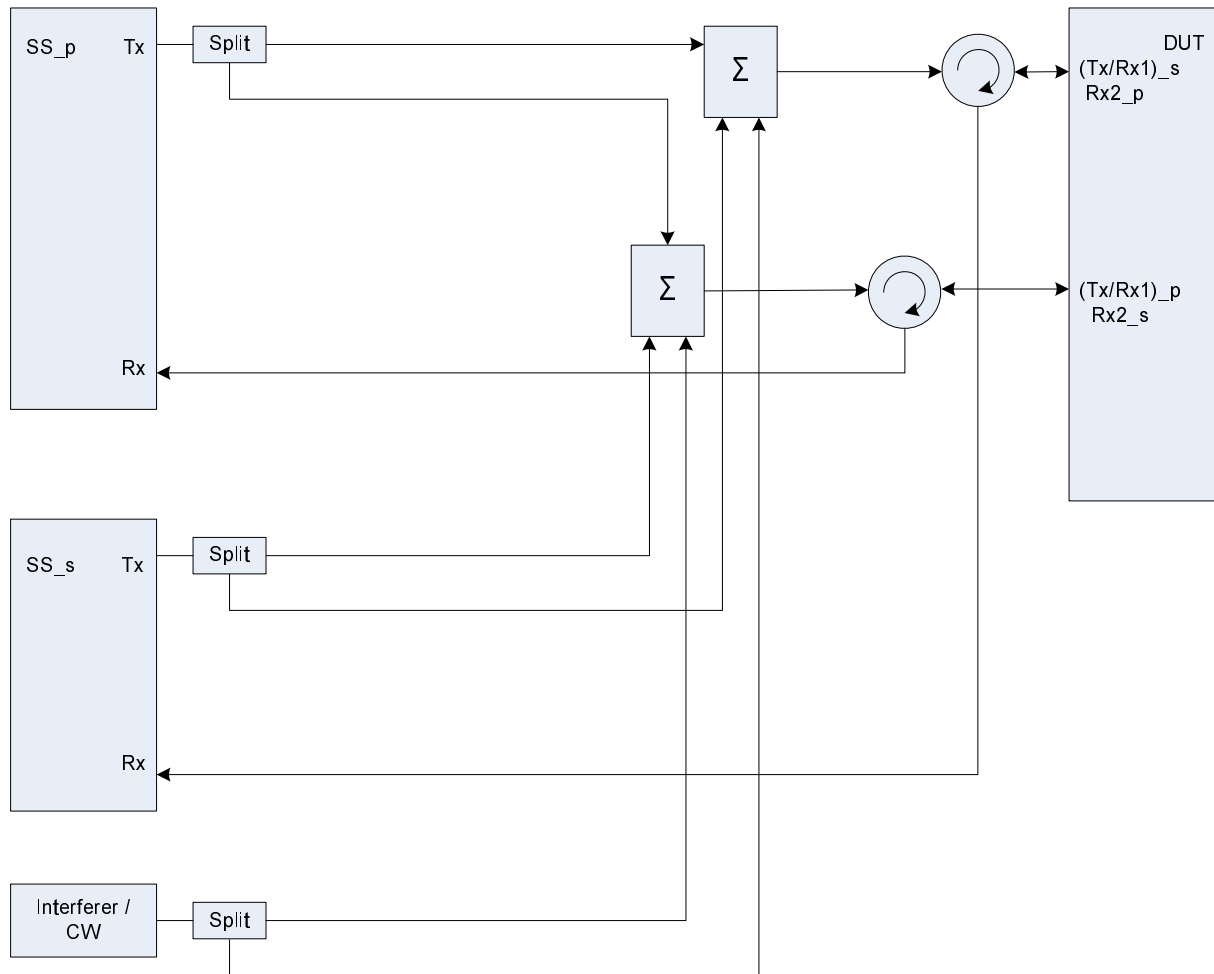 SS_p
Tx
Split
Σ
DUT
(Tx/Rx1)_s
Rx2_p
Σ
(Tx/Rx1)_p
Rx2_s
Rx
SS_s
Tx
Split
Rx
Interferer /
CW
Split